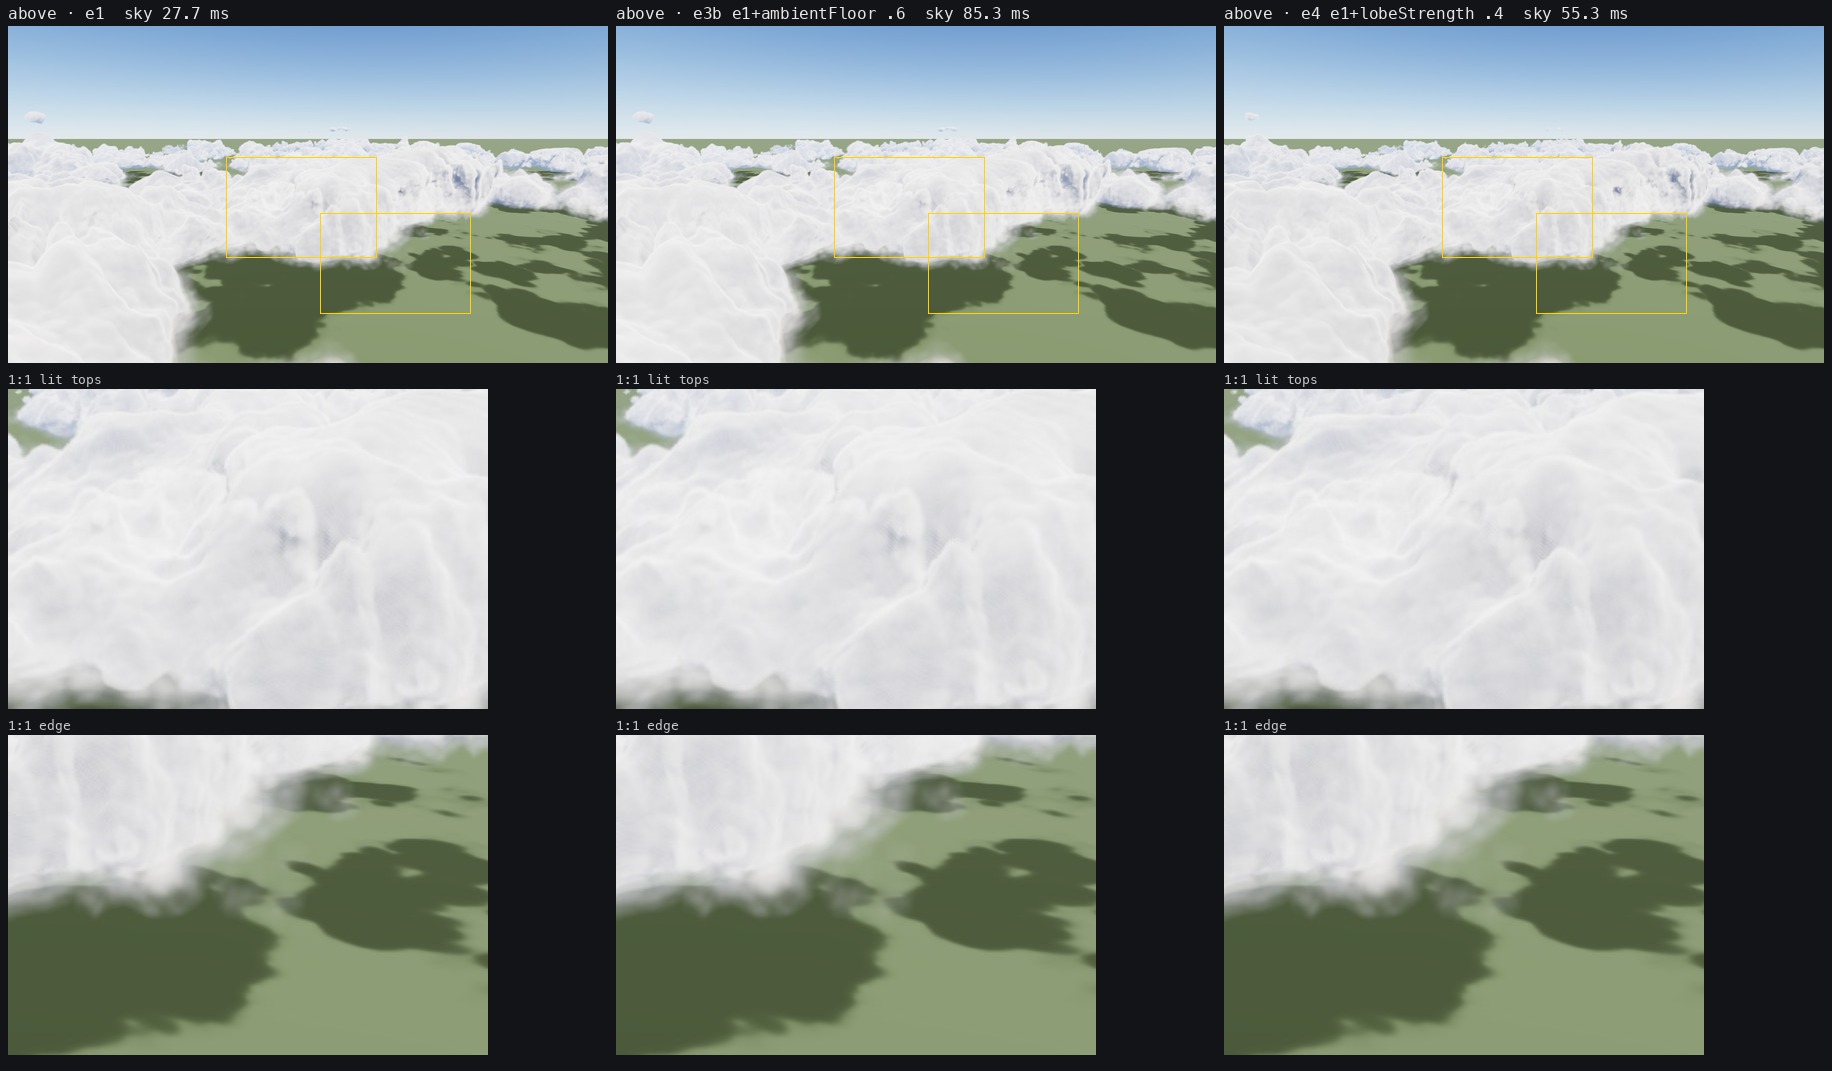 above · e1  sky 27.7 ms
above · e3b e1+ambientFloor .6  sky 85.3 ms
above · e4 e1+lobeStrength .4  sky 55.3 ms
1:1 lit tops
1:1 lit tops
1:1 lit tops
1:1 edge
1:1 edge
1:1 edge